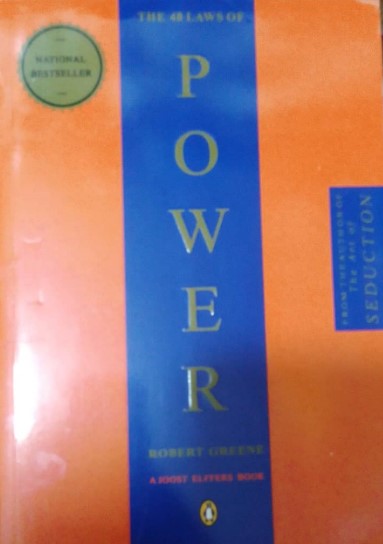 THE 48 LAWS OF
NATIONAL
BESTSELLER
POWER
FROM THE AUTHOR OF
The Art of
SEDUCTION
ROBERT GREENE
A JOOST ELFFERS BOOK